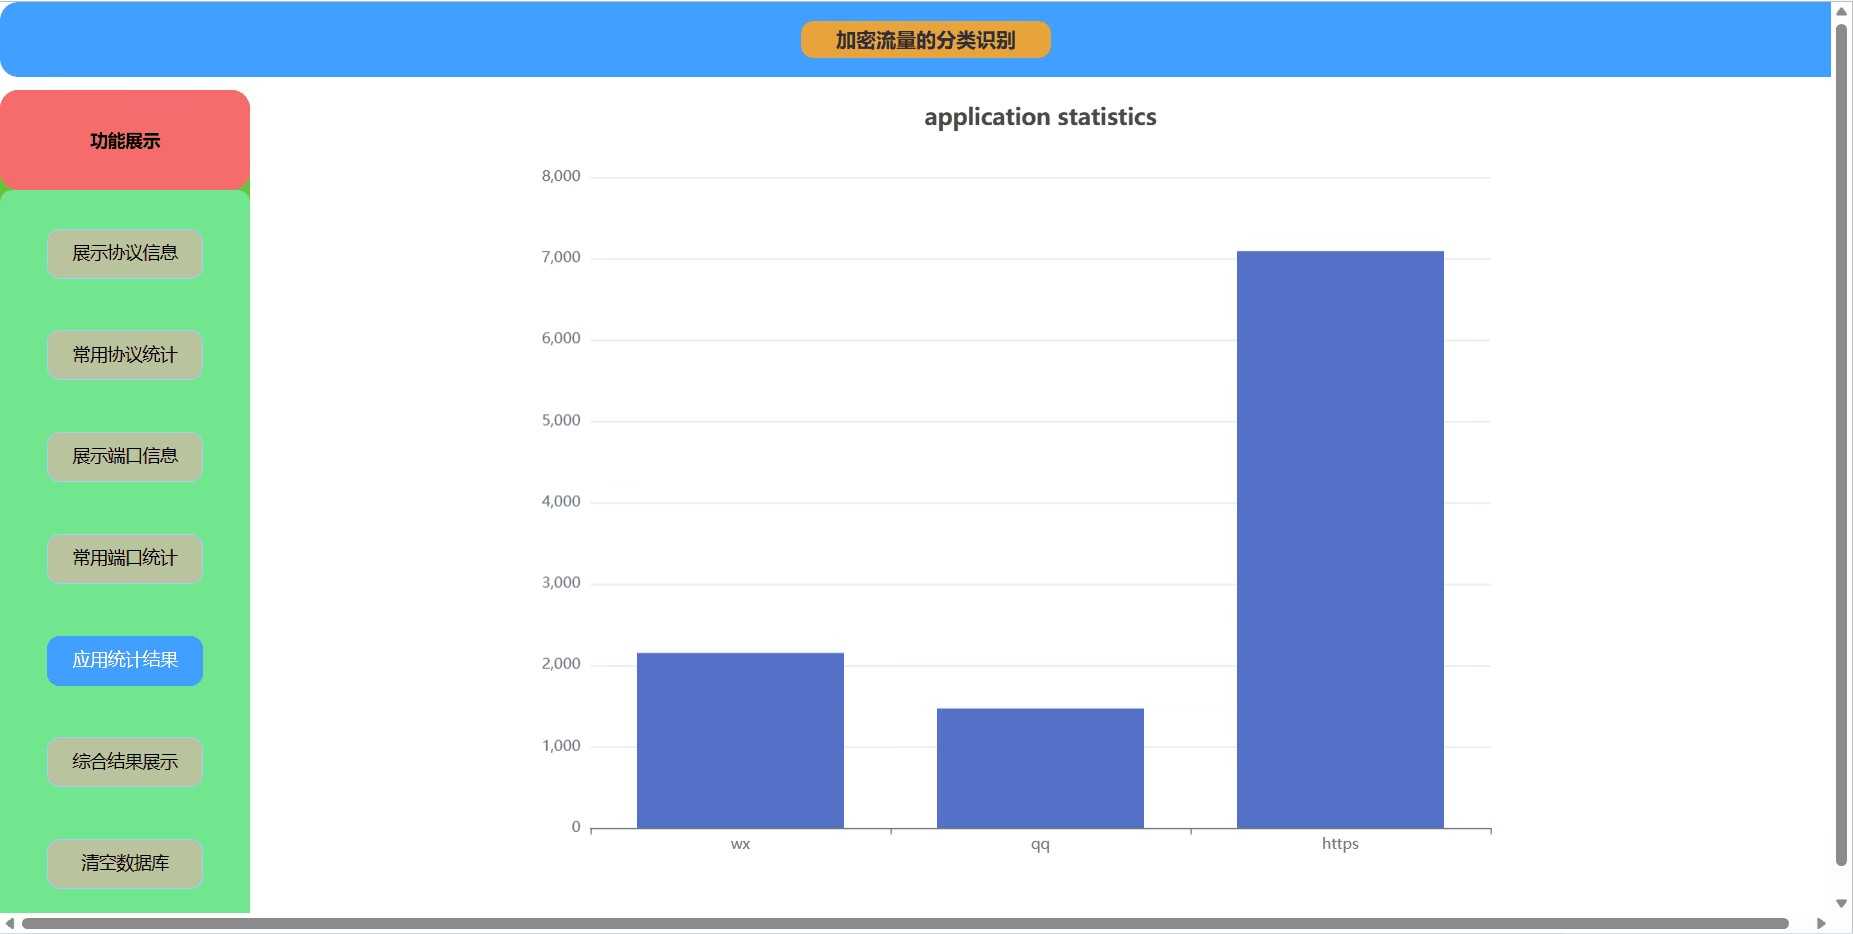 加密流量的分类识别
功能展示
展示协议信息
常用协议统计
展示端口信息
常用端口统计
应用统计结果
综合结果展示
清空数据库
application statistics
8,000
7,000
6,000
5,000
4,000
3,000
2,000
1,000
0
wx qq https